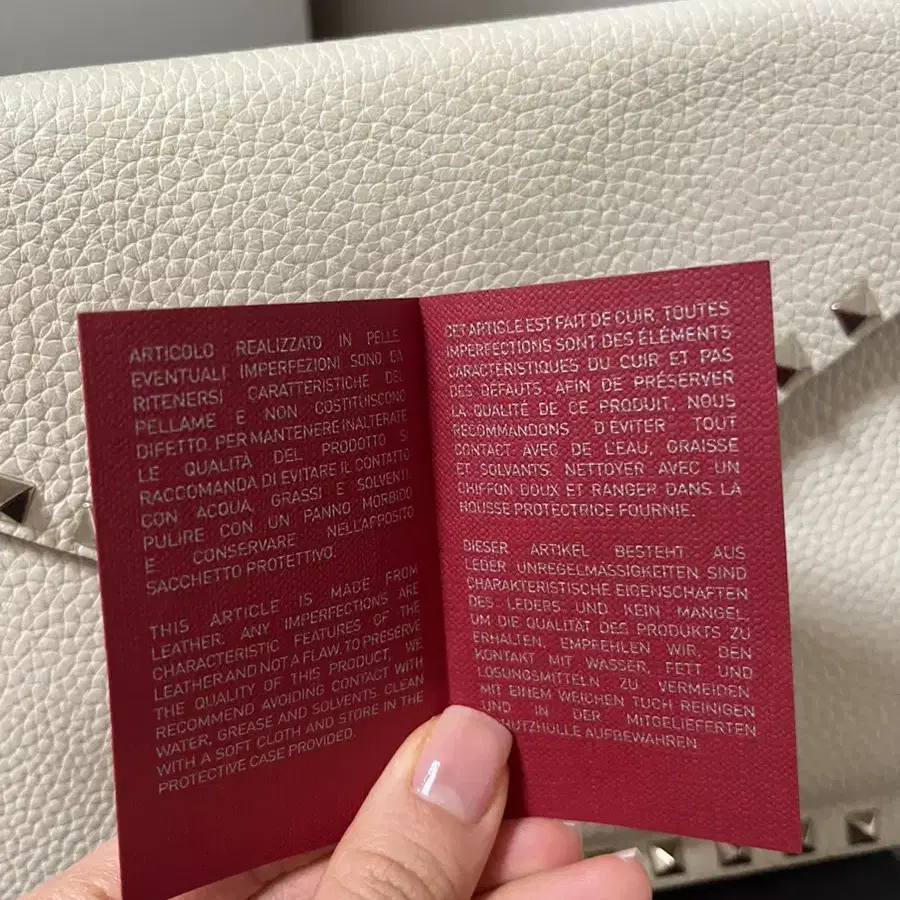 ARTICOLO REALIZZATO IN PELLE
EVENTUALI IMPERFEZIONI SONO DA
RITENERSI CARATTERISTICHE DEL
PELLAME E NON COSTITUISCONO
DIFETTO. PER MANTENERE INALTERATE
LE QUALITÀ DEL PRODOTTO SI
RACCOMANDA DI EVITARE IL CONTATTO
CON ACQUA, GRASSI E SOLVENTI.
PULIRE CON UN PANNO MORBIDO
E CONSERVARE NELL'APPOSITO
SACCHETTO PROTETTIVO.
THIS ARTICLE IS MADE FROM
LEATHER. ANY IMPERFECTIONS ARE
CHARACTERISTIC FEATURES OF THE
LEATHER AND NOT A FLAW. TO PRESERVE
THE QUALITY OF THIS PRODUCT, WE
RECOMMEND AVOIDING CONTACT WITH
WATER, GREASE AND SOLVENTS. CLEAN
WITH A SOFT CLOTH AND STORE IN THE
PROTECTIVE CASE PROVIDED.
CET ARTICLE EST FAIT DE CUIR. TOUTES
IMPERFECTIONS SONT DES ÉLÉMENTS
CARACTÉRISTIQUES DU CUIR ET PAS
DES DÉFAUTS. AFIN DE PRÉSERVER
LA QUALITÉ DE CE PRODUIT, NOUS
RECOMMANDONS D'ÉVITER TOUT
CONTACT AVEC DE L'EAU, GRAISSE
ET SOLVANTS. NETTOYER AVEC UN
CHIFFON DOUX ET RANGER DANS LA
HOUSSE PROTECTRICE FOURNIE.
DIESER ARTIKEL BESTEHT AUS
LEDER UNREGELMÄSSIGKEITEN SIND
CHARAKTERISTISCHE EIGENSCHAFTEN
DES LEDERS UND KEIN MANGEL.
UM DIE QUALITÄT DES PRODUKTS ZU
ERHALTEN, EMPFEHLEN WIR, DEN
KONTAKT MIT WASSER, FETT UND
LÖSUNGSMITTELN ZU VERMEIDEN.
MIT EINEM WEICHEN TUCH REINIGEN
UND IN DER MITGELIEFERTEN
SCHUTZHÜLLE AUFBEWAHREN